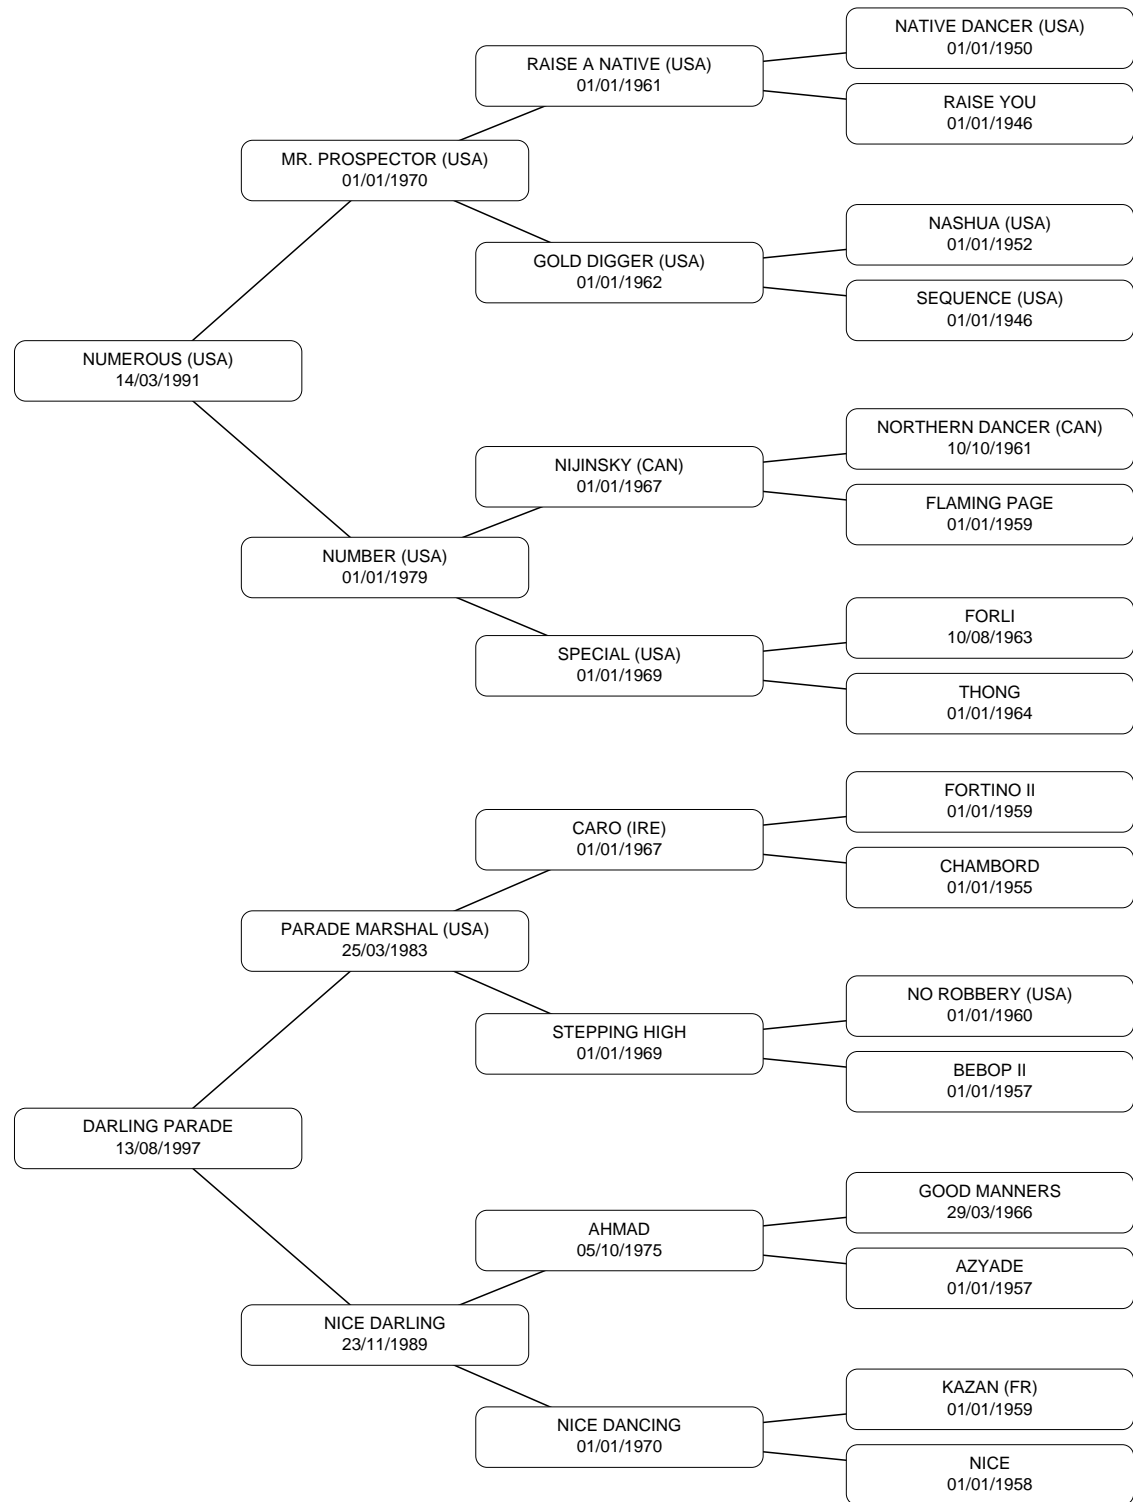 NATIVE DANCER (USA)
01/01/1950
RAISE A NATIVE (USA)
01/01/1961
RAISE YOU
01/01/1946
MR. PROSPECTOR (USA)
01/01/1970
NASHUA (USA)
01/01/1952
GOLD DIGGER (USA)
01/01/1962
SEQUENCE (USA)
01/01/1946
NUMEROUS (USA)
14/03/1991
NORTHERN DANCER (CAN)
10/10/1961
NIJINSKY (CAN)
01/01/1967
FLAMING PAGE
01/01/1959
NUMBER (USA)
01/01/1979
FORLI
10/08/1963
SPECIAL (USA)
01/01/1969
THONG
01/01/1964
FORTINO II
01/01/1959
CARO (IRE)
01/01/1967
CHAMBORD
01/01/1955
PARADE MARSHAL (USA)
25/03/1983
NO ROBBERY (USA)
01/01/1960
STEPPING HIGH
01/01/1969
BEBOP II
01/01/1957
DARLING PARADE
13/08/1997
GOOD MANNERS
29/03/1966
AHMAD
05/10/1975
AZYADE
01/01/1957
NICE DARLING
23/11/1989
KAZAN (FR)
01/01/1959
NICE DANCING
01/01/1970
NICE
01/01/1958